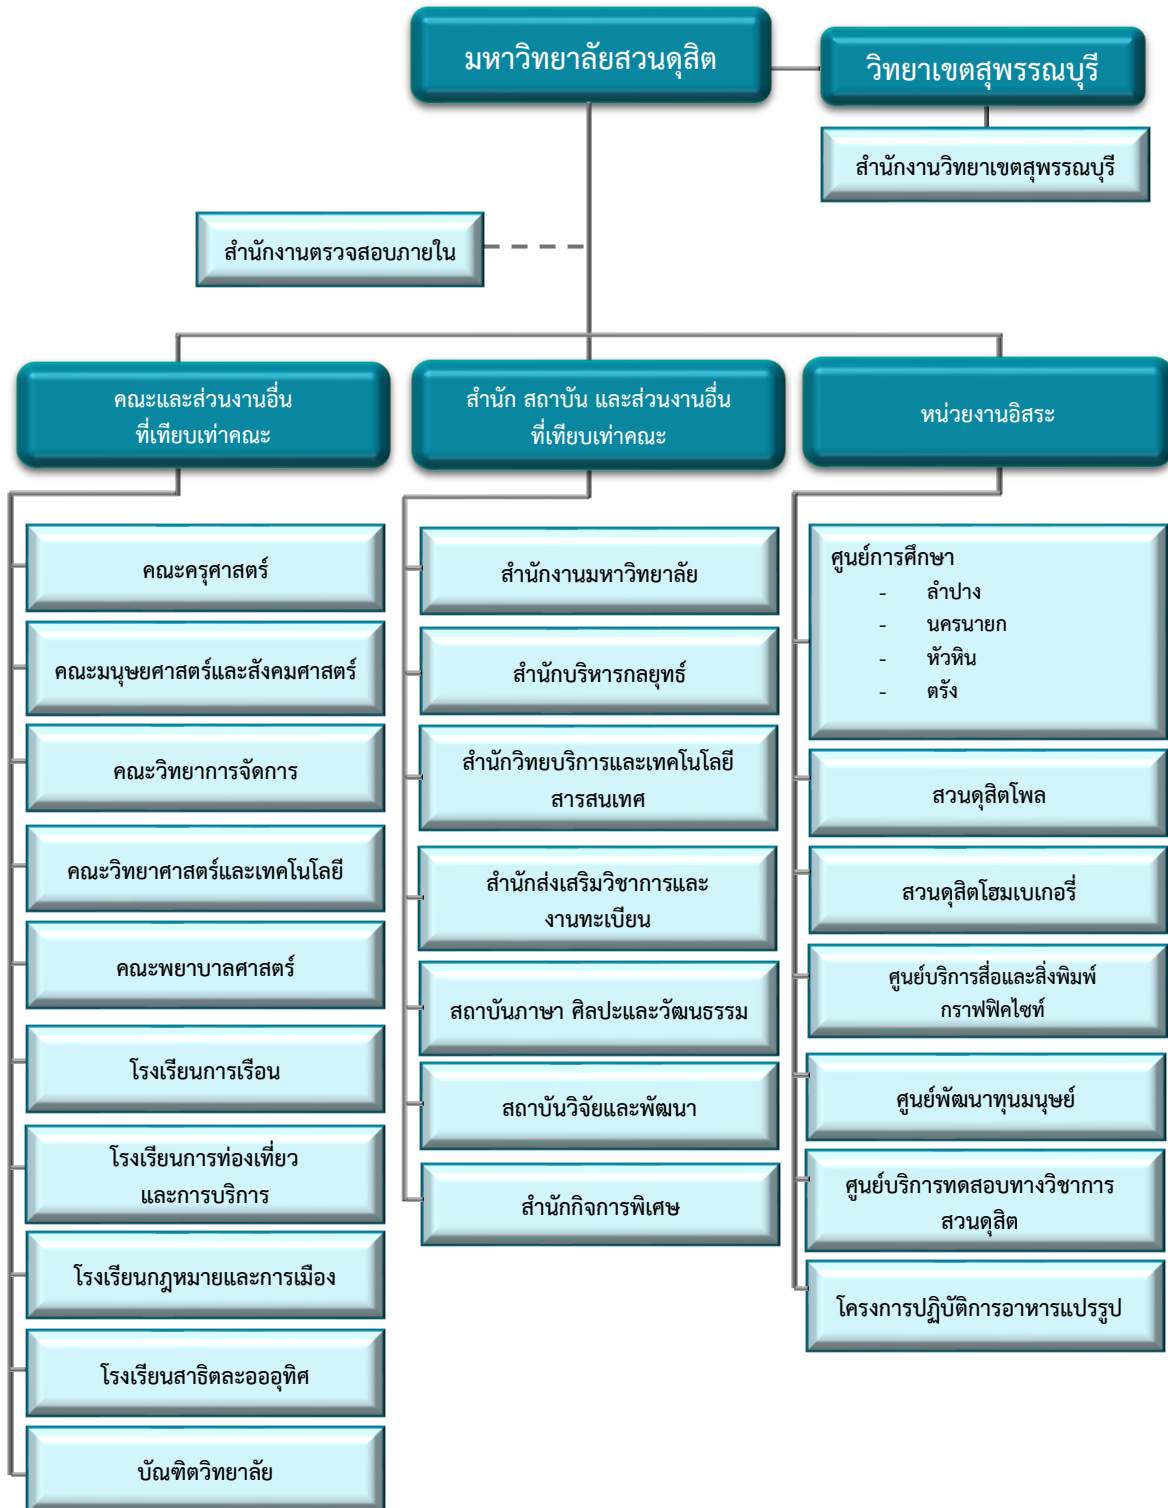 มหาวิทยาลัยสวนดุสิต
วิทยาเขตสุพรรณบุรี
สำนักงานวิทยาเขตสุพรรณบุรี
สำนักงานตรวจสอบภายใน
คณะและส่วนงานอื่น
ที่เทียบเท่าคณะ
คณะครุศาสตร์
คณะมนุษยศาสตร์และสังคมศาสตร์
คณะวิทยาการจัดการ
คณะวิทยาศาสตร์และเทคโนโลยี
คณะพยาบาลศาสตร์
โรงเรียนการเรือน
โรงเรียนการท่องเที่ยว
และการบริการ
โรงเรียนกฎหมายและการเมือง
โรงเรียนสาธิตละอออุทิศ
บัณฑิตวิทยาลัย
สำนัก สถาบัน และส่วนงานอื่น
ที่เทียบเท่าคณะ
สำนักงานมหาวิทยาลัย
สำนักบริหารกลยุทธ์
สำนักวิทยบริการและเทคโนโลยี
สารสนเทศ
สำนักส่งเสริมวิชาการและ
งานทะเบียน
สถาบันภาษา ศิลปะและวัฒนธรรม
สถาบันวิจัยและพัฒนา
สำนักกิจการพิเศษ
หน่วยงานอิสระ
ศูนย์การศึกษา
- ลำปาง
- นครนายก
- หัวหิน
- ตรัง
สวนดุสิตโพล
สวนดุสิตโฮมเบเกอรี่
ศูนย์บริการสื่อและสิ่งพิมพ์
กราฟฟิคไซท์
ศูนย์พัฒนาทุนมนุษย์
ศูนย์บริการทดสอบทางวิชาการ
สวนดุสิต
โครงการปฏิบัติการอาหารแปรรูป